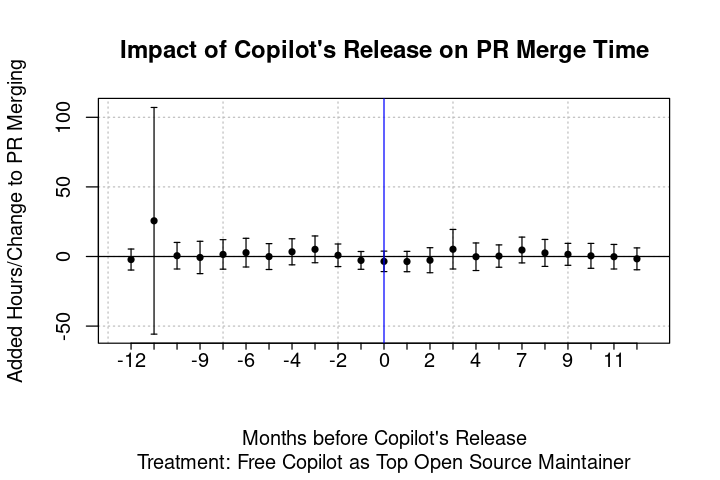 Impact of Copilot's Release on PR Merge Time
Added Hours/Change to PR Merging
100
50
0
-50
-12 -9 -6 -4 -2 0 2 4 7 9 11
Months before Copilot's Release
Treatment: Free Copilot as Top Open Source Maintainer